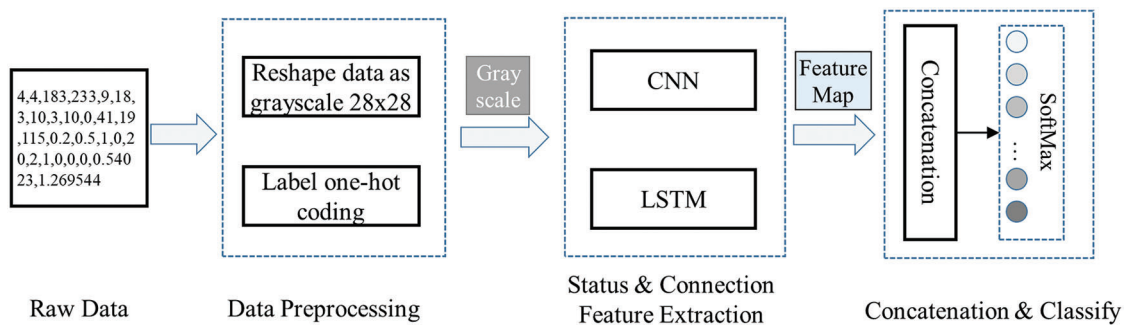 4,4,183,233,9,18,
3,10,3,10,0,41,19
,115,0.2,0.5,1,0,2
0,2,1,0,0,0,0.540
23,1.269544
Raw Data
Reshape data as
grayscale 28x28
Label one-hot
coding
Data Preprocessing
Gray
scale
CNN
LSTM
Status & Connection
Feature Extraction
Feature
Map
Concatenation
SoftMax
....
Concatenation & Classify